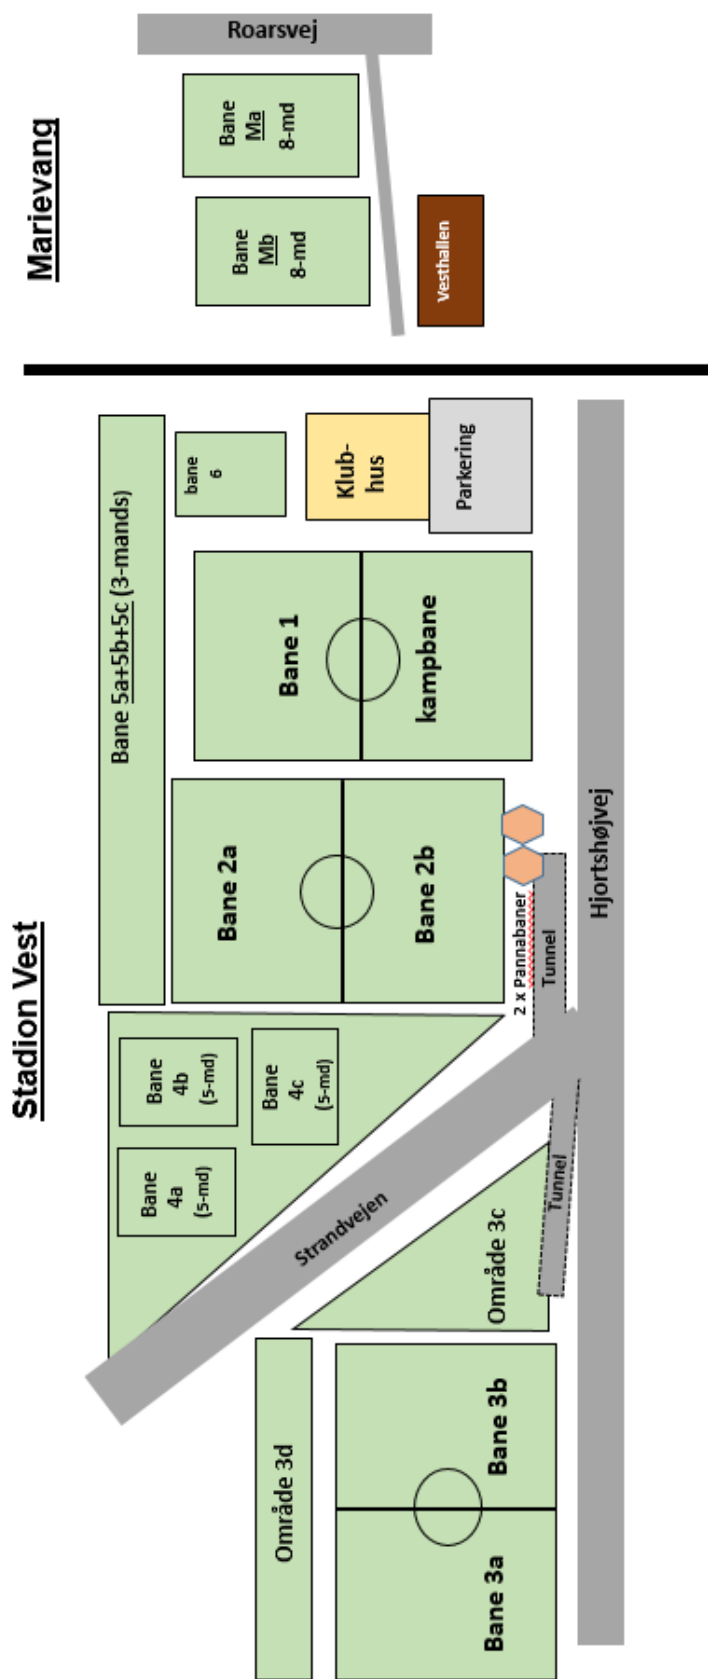 Stadion Vest
Bane 5a+5b+5c (3-mands)
Bane
4a
(5-md)
Bane
4b
(5-md)
Bane
4c
(5-md)
Bane 2a
Bane 2b
Bane 1
kampbane
bane
6
Klub-
hus
Parkering
Strandvejen
2 x Pannabaner
Tunnel
Tunnel
Område 3d
Område 3c
Bane 3a
Bane 3b
Hjortshøjvej
Marievang
Bane
Mb
8-md
Bane
Ma
8-md
Roarsvej
Vesthallen